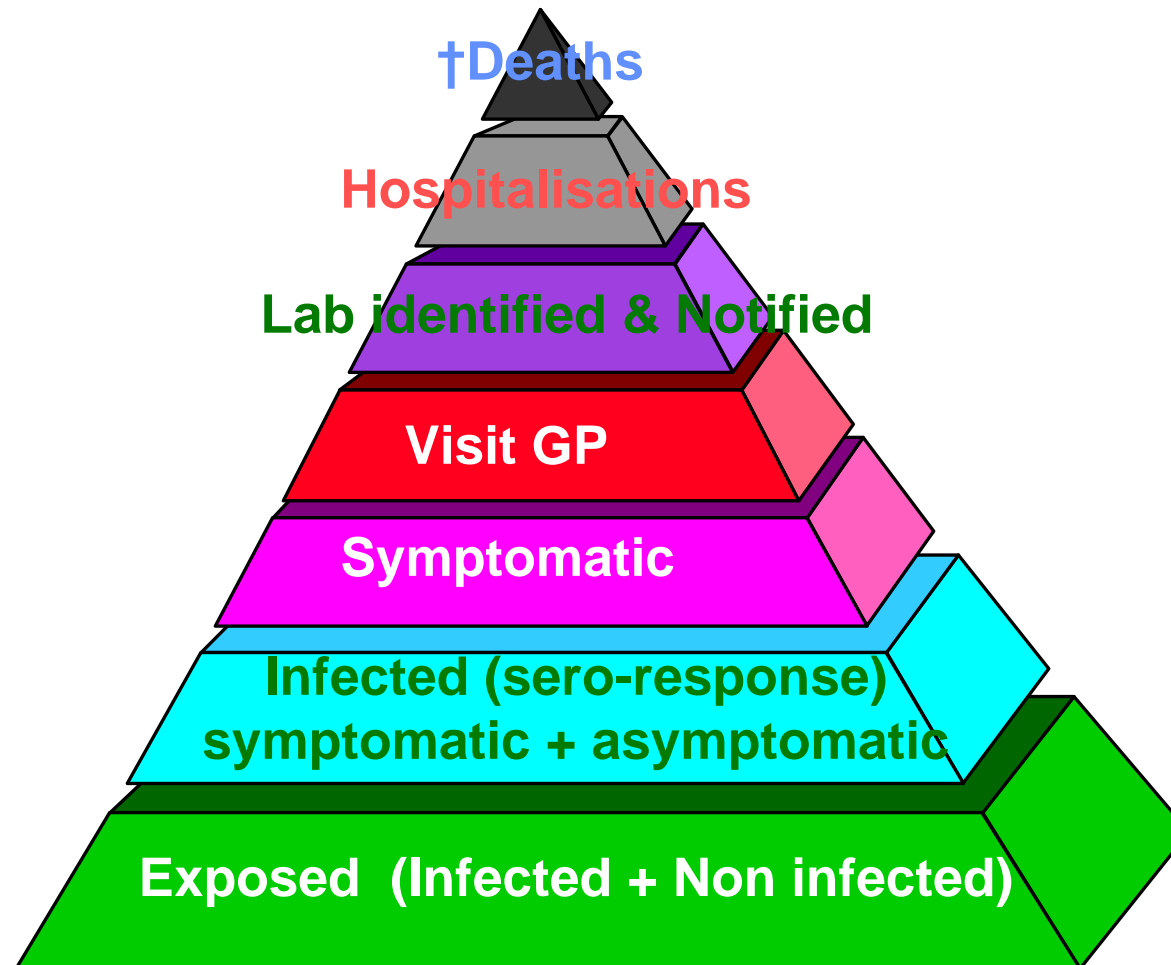 †Deaths
Hospitalisations
Lab identified & Notified
Visit GP
Symptomatic
Infected (sero-response)
symptomatic + asymptomatic
Exposed  (Infected + Non infected)